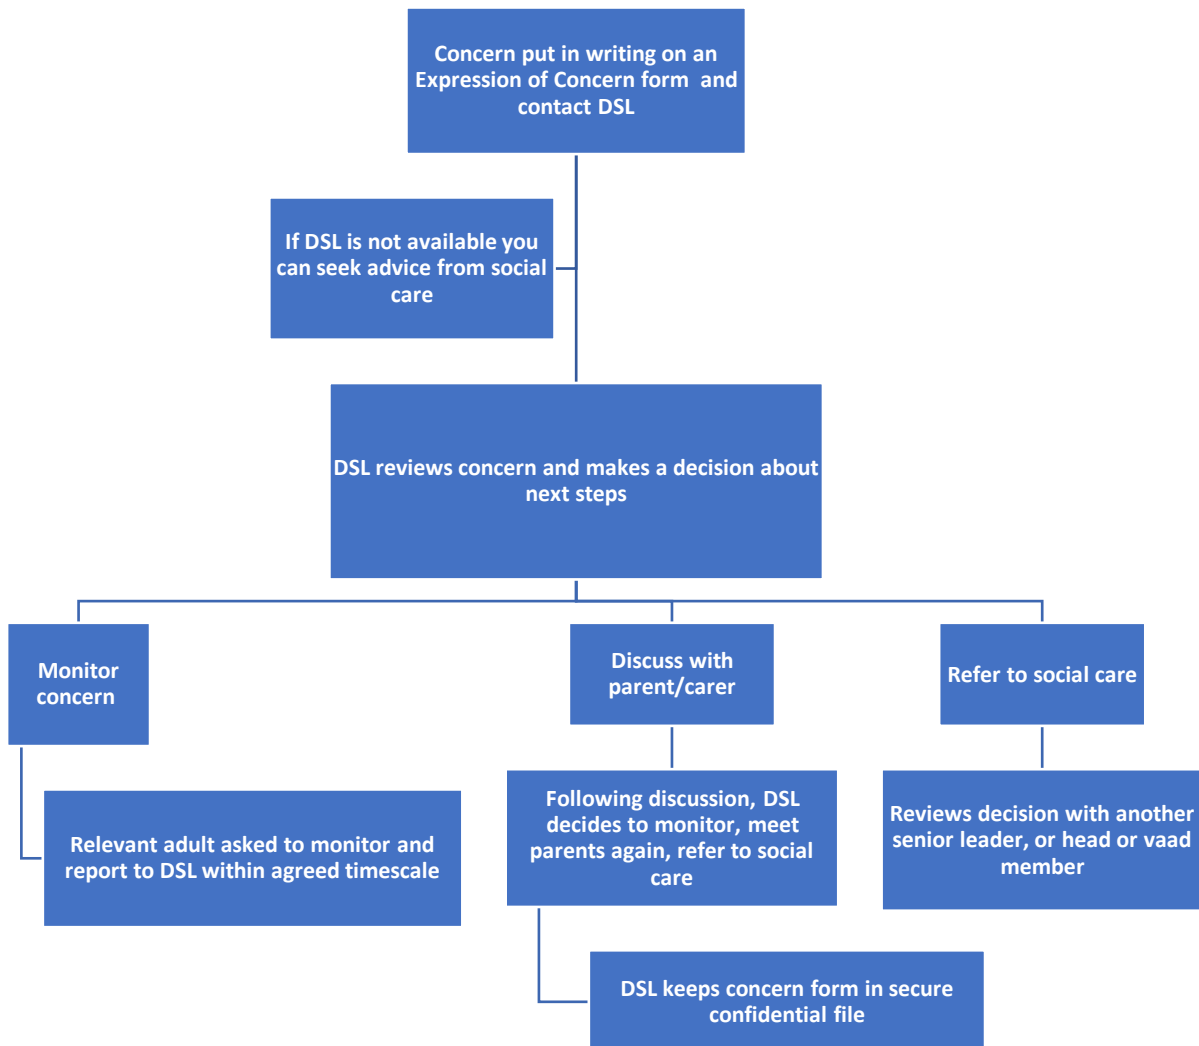 Concern put in writing on an
Expression of Concern form and
contact DSL
If DSL is not available you
can seek advice from social
care
DSL reviews concern and makes a decision about
next steps
Monitor
concern
Relevant adult asked to monitor and
report to DSL within agreed timescale
Discuss with
parent/carer
Following discussion, DSL
decides to monitor, meet
parents again, refer to social
care
DSL keeps concern form in secure
confidential file
Refer to social care
Reviews decision with another
senior leader, or head or vaad
member